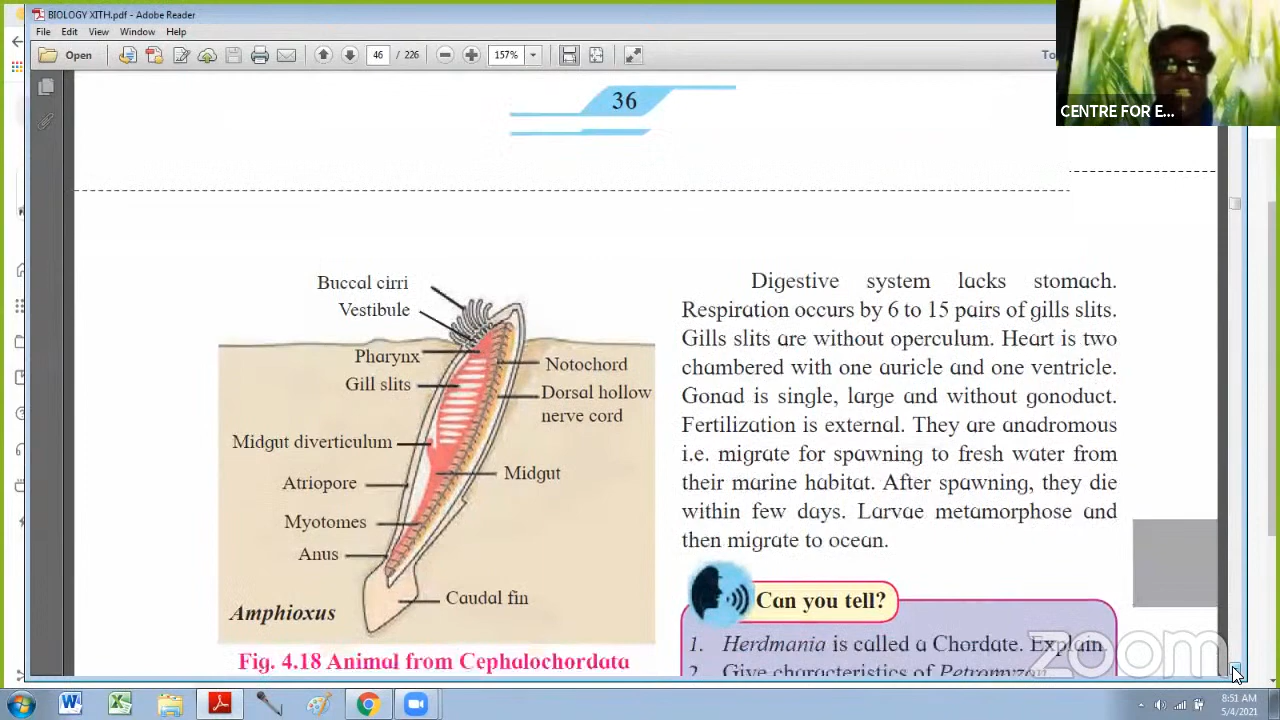 BIOLOGY XITH.pdf - Adobe Reader
File Edit View Window Help
Open 46 / 226 157% To
CENTRE FOR E...
36
Buccal cirri
Vestibule
Pharynx
Gill slits
Midgut diverticulum
Atriopore
Myotomes
Anus
Notochord
Dorsal hollow
nerve cord
Midgut
Caudal fin
Amphioxus
Fig. 4.18 Animal from Cephalochordata
Digestive system lacks stomach.
Respiration occurs by 6 to 15 pairs of gills slits.
Gills slits are without operculum. Heart is two
chambered with one auricle and one ventricle.
Gonad is single, large and without gonoduct.
Fertilization is external. They are anadromous
i.e. migrate for spawning to fresh water from
their marine habitat. After spawning, they die
within few days. Larvae metamorphose and
then migrate to ocean.
Can you tell?
1. Herdmania is called a Chordate. Explain.
2. Give characteristics of Petromyzon.
zoom
8:51 AM
5/4/2021